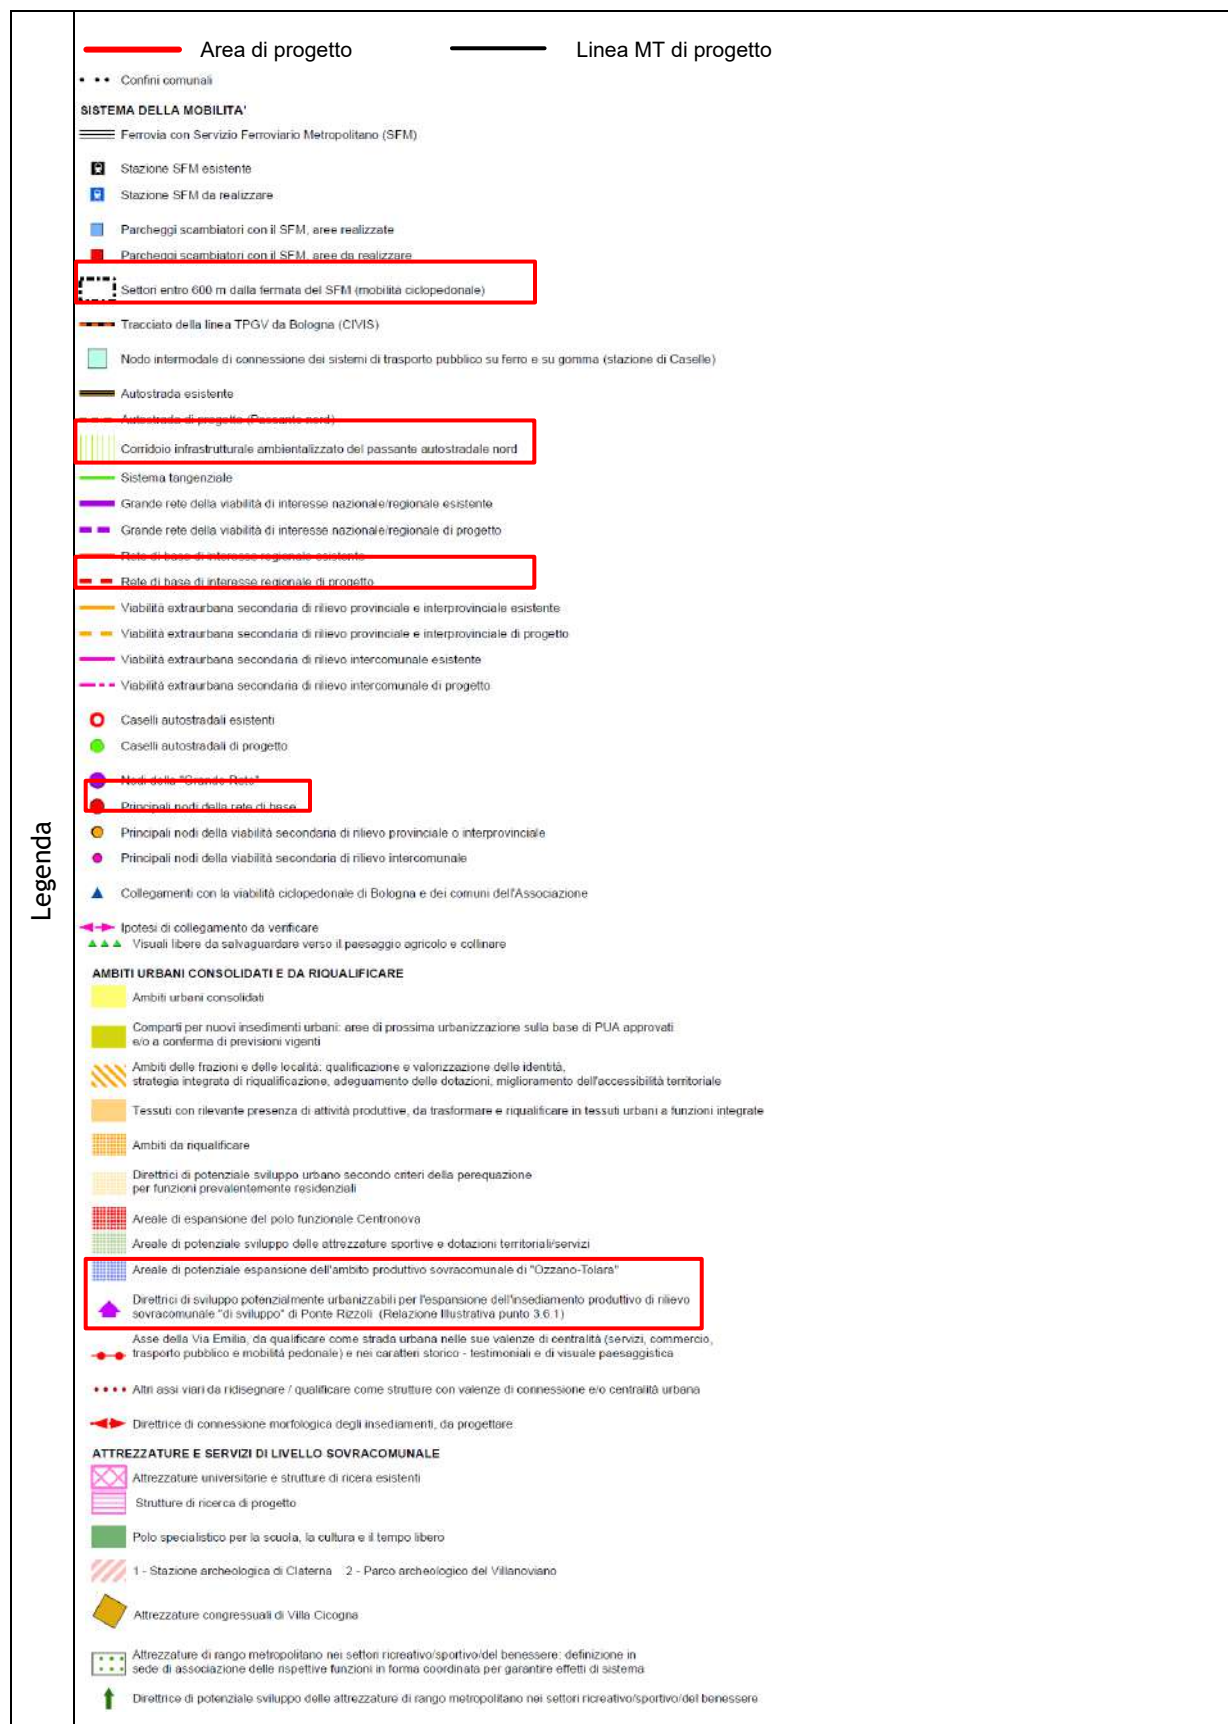 Area di progetto
Linea MT di progetto
Confini comunali
SISTEMA DELLA MOBILITA'
Ferrovia con Servizio Ferroviario Metropolitano (SFM)
Stazione SFM esistente
Stazione SFM da realizzare
Parcheggi scambiatori con il SFM, aree realizzate
Parcheggi scambiatori con il SFM, aree da realizzare
Settori entro 600 m dalla fermata del SFM (mobilità ciclopedonale)
Tracciato della linea TPGV da Bologna (CIVIS)
Nodo intermodale di connessione dei sistemi di trasporto pubblico su ferro e su gomma (stazione di Caselle)
Autostrada esistente
Autostrada di progetto (Passante nord)
Corridoio infrastrutturale ambientalizzato del passante autostradale nord
Sistema tangenziale
Grande rete della viabilità di interesse nazionale/regionale esistente
Grande rete della viabilità di interesse nazionale/regionale di progetto
Rete di base di interesse regionale esistente
Rete di base di interesse regionale di progetto
Viabilità extraurbana secondaria di rilievo provinciale e interprovinciale esistente
Viabilità extraurbana secondaria di rilievo provinciale e interprovinciale di progetto
Viabilità extraurbana secondaria di rilievo intercomunale esistente
Viabilità extraurbana secondaria di rilievo intercomunale di progetto
Caselli autostradali esistenti
Caselli autostradali di progetto
Nodi della "Grande Rete"
Principali nodi della rete di base
Principali nodi della viabilità secondaria di rilievo provinciale o interprovinciale
Principali nodi della viabilità secondaria di rilievo intercomunale
Collegamenti con la viabilità ciclopedonale di Bologna e dei comuni dell'Associazione
Ipotesi di collegamento da verificare
Visuali libere da salvaguardare verso il paesaggio agricolo e collinare
Legenda
AMBITI URBANI CONSOLIDATI E DA RIQUALIFICARE
Ambiti urbani consolidati
Comparti per nuovi insedimenti urbani: aree di prossima urbanizzazione sulla base di PUA approvati
e/o a conferma di previsioni vigenti
Ambiti delle frazioni e delle località: qualificazione e valorizzazione delle identità,
strategia integrata di riqualificazione, adeguamento delle dotazioni, miglioramento dell'accessibilità territoriale
Tessuti con rilevante presenza di attività produttive, da trasformare e riqualificare in tessuti urbani a funzioni integrate
Ambiti da riqualificare
Direttrici di potenziale sviluppo urbano secondo criteri della perequazione
per funzioni prevalentemente residenziali
Areale di espansione del polo funzionale Centronova
Areale di potenziale sviluppo delle attrezzature sportive e dotazioni territoriali/servizi
Areale di potenziale espansione dell'ambito produttivo sovracomunale di "Ozzano-Tolara"
Direttrici di sviluppo potenzialmente urbanizzabili per l'espansione dell'insediamento produttivo di rilievo
sovracomunale "di sviluppo" di Ponte Rizzoli (Relazione Illustrativa punto 3.6.1)
Asse della Via Emilia, da qualificare come strada urbana nelle sue valenze di centralità (servizi, commercio,
trasporto pubblico e mobilità pedonale) e nei caratteri storico - testimoniali e di visuale paesaggistica
Altri assi viari da ridisegnare / qualificare come strutture con valenze di connessione e/o centralità urbana
Direttrice di connessione morfologica degli insediamenti, da progettare
ATTREZZATURE E SERVIZI DI LIVELLO SOVRACOMUNALE
Attrezzature universitarie e strutture di ricera esistenti
Strutture di ricerca di progetto
Polo specialistico per la scuola, la cultura e il tempo libero
1 - Stazione archeologica di Claterna 2 - Parco archeologico del Villanoviano
Attrezzature congressuali di Villa Cicogna
Attrezzature di rango metropolitano nei settori ricreativo/sportivo/del benessere: definizione in
sede di associazione delle rispettive funzioni in forma coordinata per garantire effetti di sistema
Direttrice di potenziale sviluppo delle attrezzature di rango metropolitano nei settori ricreativo/sportivo/del benessere